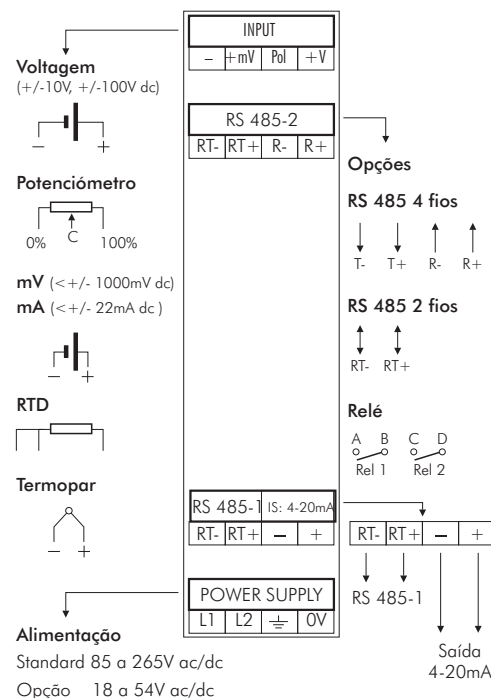 INPUT
– +mV Pol +V
Voltagem
(+/-10V, +/-100V dc)
– +
RS 485-2
RT- RT+ R- R+
Potenciómetro
0% C 100%
mV (<+/- 1000mV dc)
mA (<+/- 22mA dc )
– +
RTD
Termopar
– +
Opções
RS 485 4 fios
T- T+ R- R+
RS 485 2 fios
RT- RT+
Relé
A B C D
Rel 1 Rel 2
RS 485-1 IS: 4-20mA
RT- RT+ – +
RT- RT+ – +
RS 485-1
Saída
4-20mA
POWER SUPPLY
L1 L2 0V
Alimentação
Standard 85 a 265V ac/dc
Opção 18 a 54V ac/dc